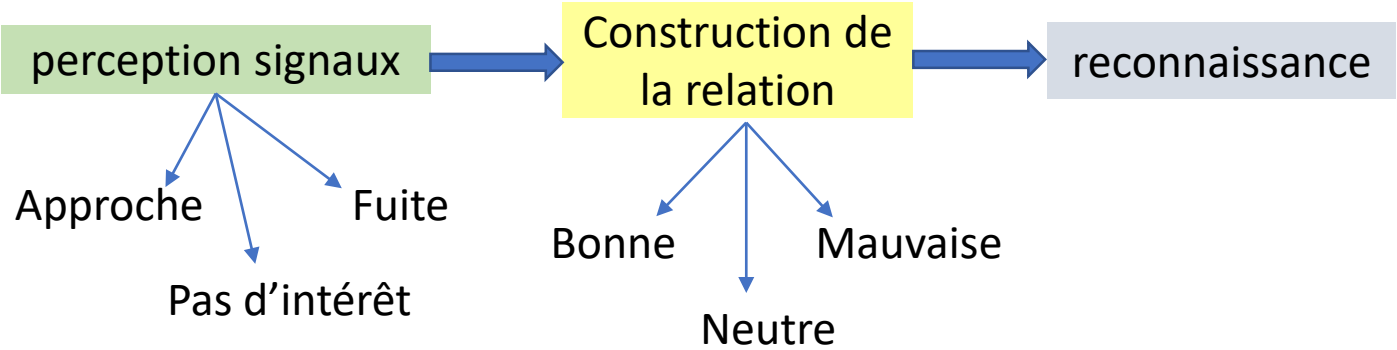 perception signaux
Construction de
la relation
reconnaissance
Approche
Fuite
Pas d’intérêt
Bonne
Mauvaise
Neutre